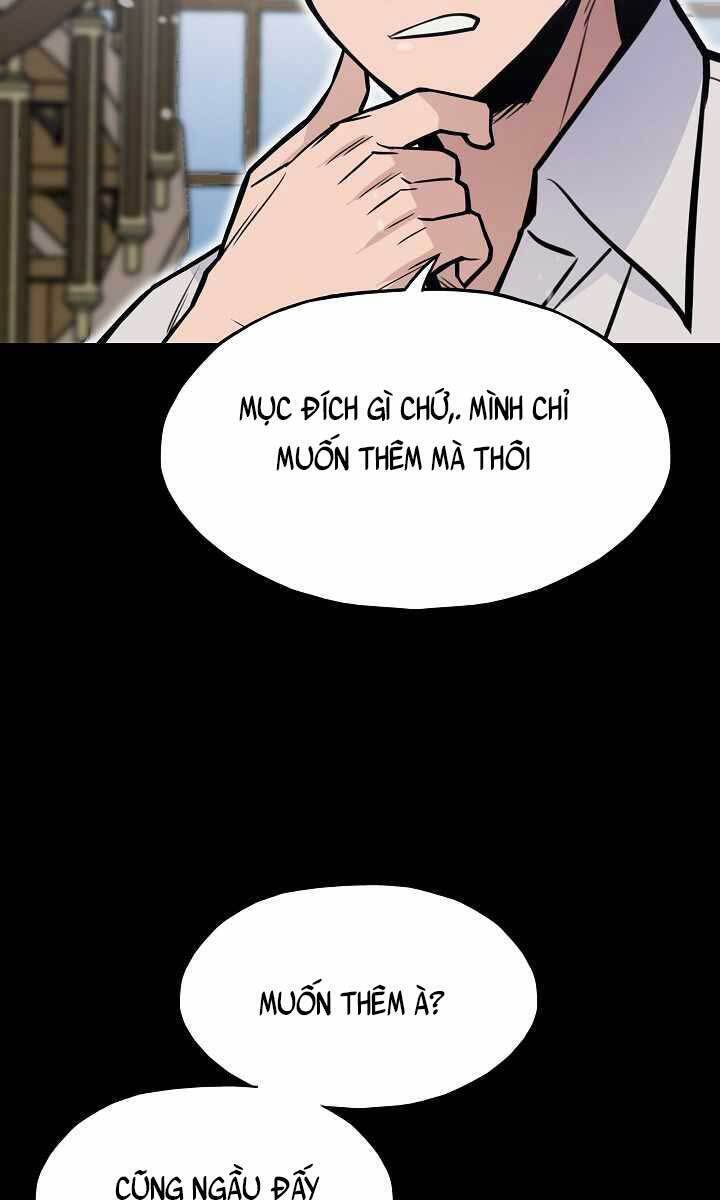 MỤC ĐÍCH GÌ CHỨ,. MÌNH CHỈ
MUỐN THÊM MÀ THÔI
MUỐN THÊM À?
CŨNG NGẦU ĐẤY